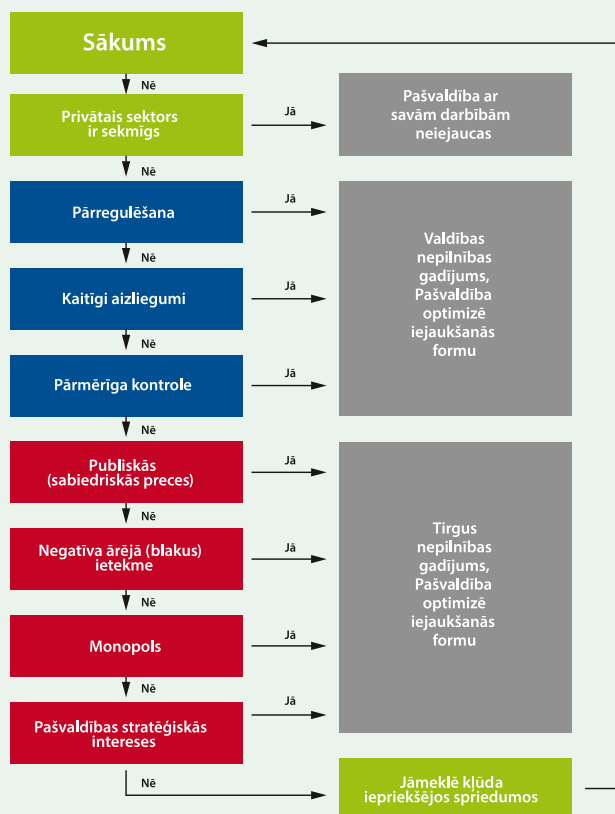 Sākums
Nē
Privātais sektors
ir sekmīgs
Jā
Pašvaldība ar
savām darbībām
neiejaucas
Nē
Pārregulēšana
Jā
Nē
Kaitīgi aizliegumi
Jā
Nē
Pārmērīga kontrole
Jā
Valdības
nepilnības
gadījums,
Pašvaldība
optimizē
iejaukšanās
formu
Nē
Publiskās
(sabiedriskās preces)
Jā
Nē
Negatīva ārējā (blakus)
ietekme
Jā
Nē
Monopols
Jā
Nē
Pašvaldības stratēģiskās
intereses
Jā
Tirgus
nepilnības
gadījums,
Pašvaldība
optimizē
iejaukšanās
formu
Nē
Jāmeklē kļūda
iepriekšējos spriedumos